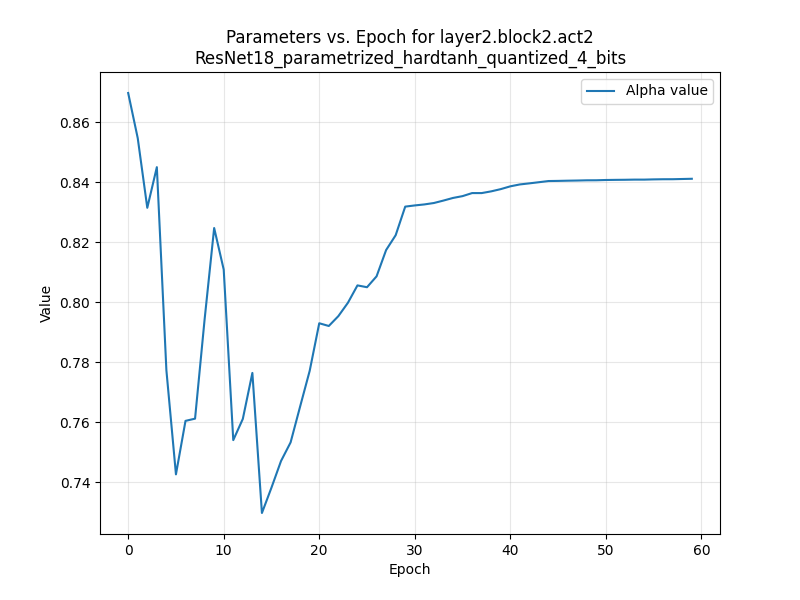 Parameters vs. Epoch for layer2.block2.act2
ResNet18_parametrized_hardtanh_quantized_4_bits
Alpha value
0.86
0.84
0.82
0.80
0.78
0.76
0.74
Value
0 10 20 30 40 50 60
Epoch